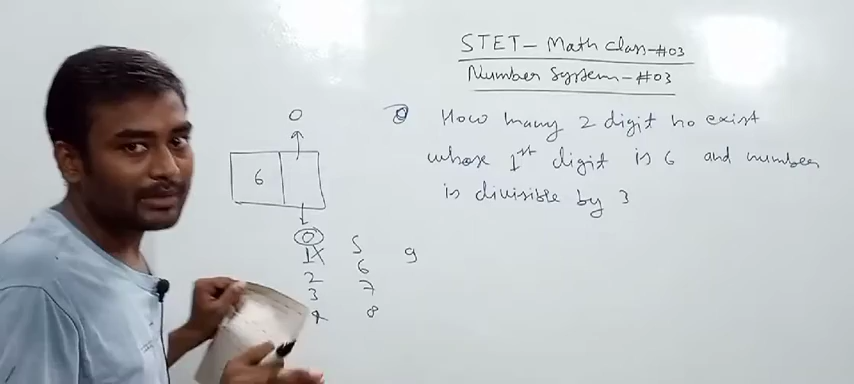 STET- Math class-#03
Number System-#03
How many 2 digit no exist
whose 1st digit is 6 and number
is divisible by 3
0
6
0
1X 5 9
2 6
3 7
4 8